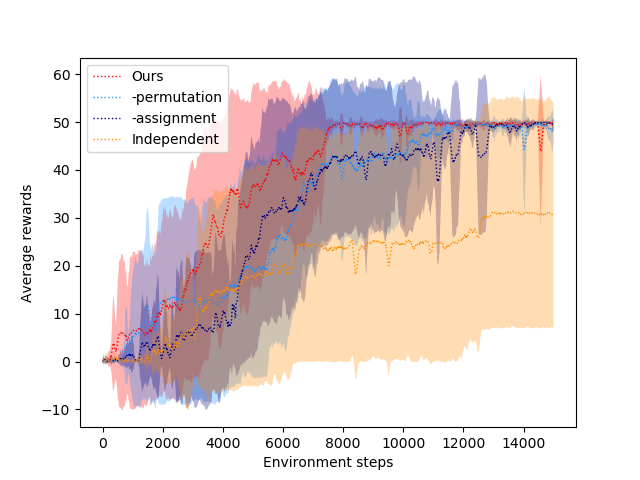 Ours
-permutation
-assignment
Independent
Average rewards
60
50
40
30
20
10
0
−10
0 2000 4000 6000 8000 10000 12000 14000
Environment steps